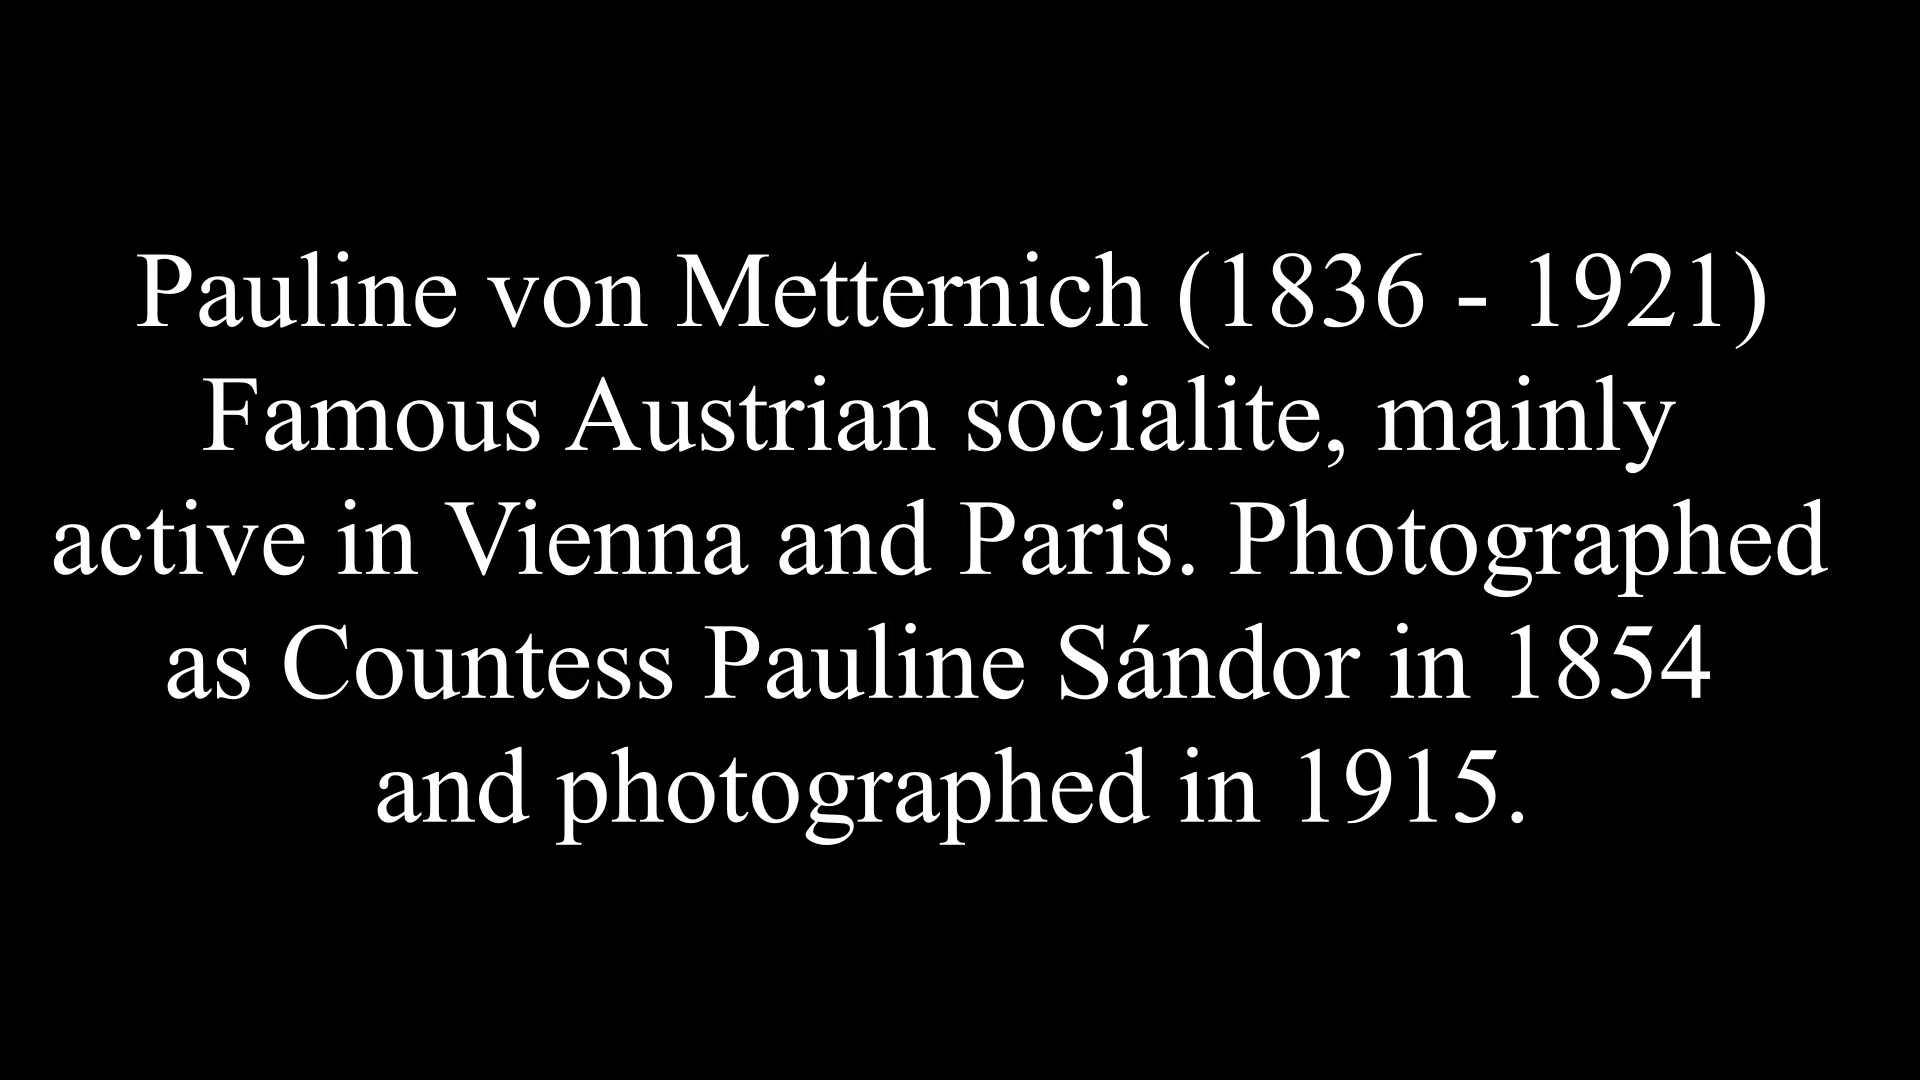 Pauline von Metternich (1836 - 1921)
Famous Austrian socialite, mainly
active in Vienna and Paris. Photographed
as Countess Pauline Sándor in 1854
and photographed in 1915.